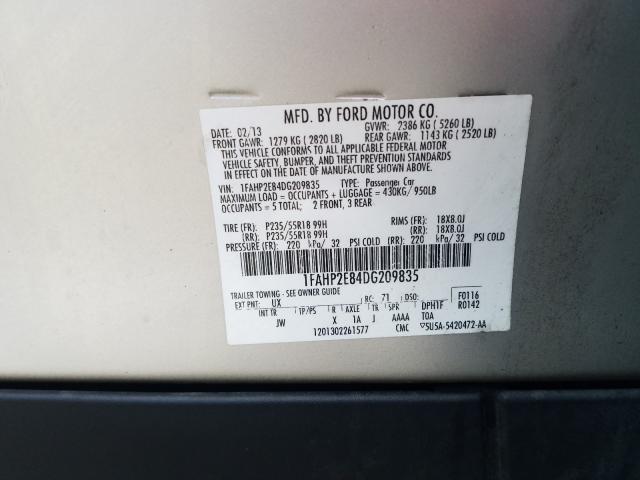 MFD. BY FORD MOTOR CO.
DATE: 02/13 GVWR: 2386 KG ( 5260 LB)
FRONT GAWR: 1279 KG ( 2820 LB) REAR GAWR: 1143 KG ( 2520 LB)
THIS VEHICLE CONFORMS TO ALL APPLICABLE FEDERAL MOTOR
VEHICLE SAFETY, BUMPER, AND THEFT PREVENTION STANDARDS
IN EFFECT ON THE DATE OF MANUFACTURE SHOWN ABOVE.
VIN: 1FAHP2E84DG209835 TYPE: Passenger Car
MAXIMUM LOAD = OCCUPANTS + LUGGAGE = 430KG/ 950LB
OCCUPANTS = 5 TOTAL; 2 FRONT, 3 REAR
TIRE (FR): P235/55R18 99H RIMS (FR): 18X8.0J
(RR): P235/55R18 99H (RR): 18X8.0J
PRESSURE (FR): 220 kPa/ 32 PSI COLD (RR): 220 kPa/ 32 PSI COLD
1FAHP2E84DG209835
TRAILER TOWING - SEE OWNER GUIDE
EXT PNT: UX RC: 71 DSO: F0116
INT TR TP/PS R AXLE TR SPR DPH1F R0142
JW X 1A J AAAA TOA
1201302261577 CMC 5U5A-5420472-AA